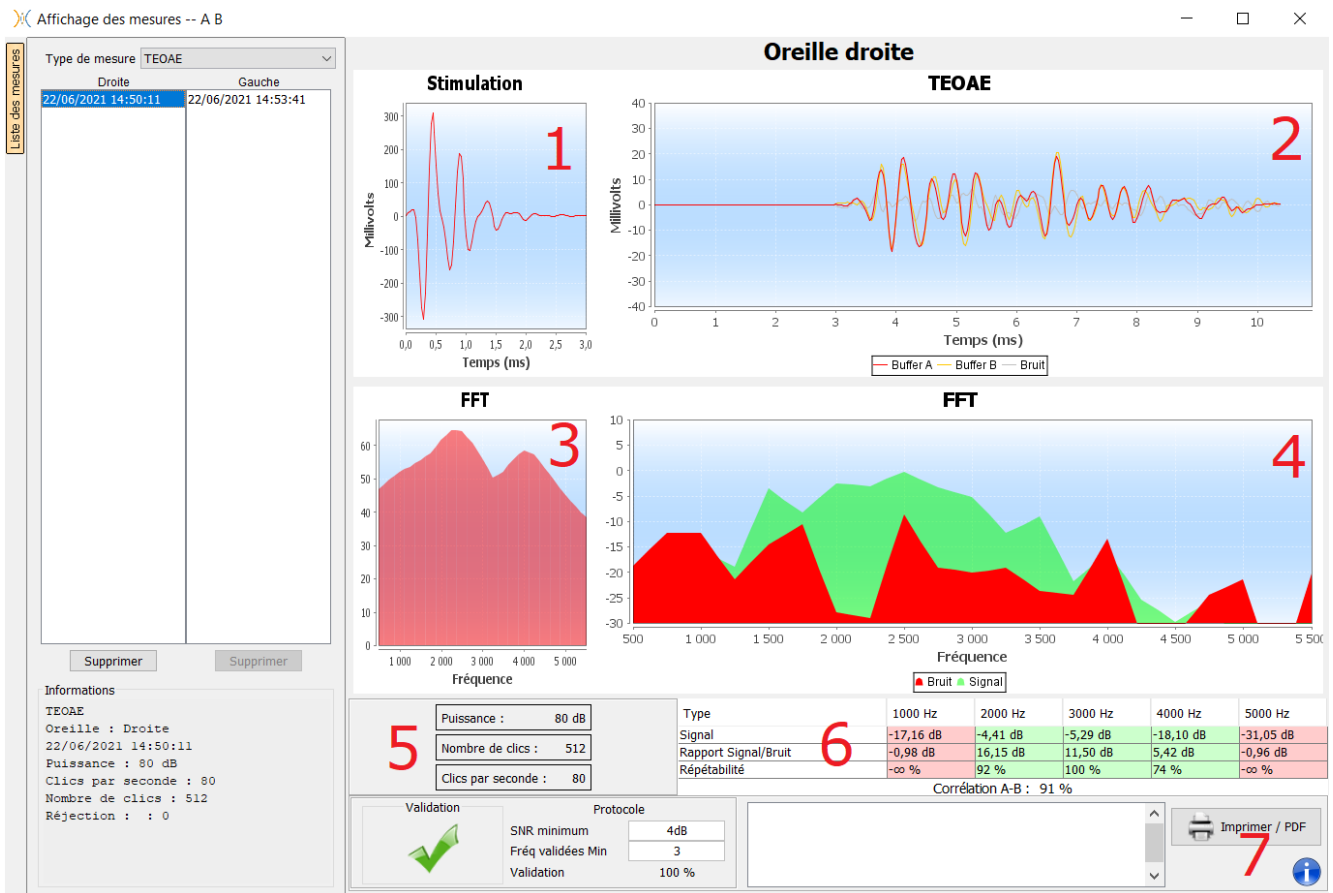 Affichage des mesures -- A B
Liste des mesures
Type de mesure TEOAE
Droite Gauche
22/06/2021 14:50:11 22/06/2021 14:53:41
Supprimer Supprimer
Informations
TEOAE
Oreille : Droite
22/06/2021 14:50:11
Puissance : 80 dB
Clics par seconde : 80
Nombre de clics : 512
Réjection : : 0
Oreille droite
Stimulation
1
Millivolts
300
200
100
0
-100
-200
-300
0,0 0,5 1,0 1,5 2,0 2,5 3,0
Temps (ms)
TEOAE
2
Millivolts
40
30
20
10
0
-10
-20
-30
-40
0 1 2 3 4 5 6 7 8 9 10
Temps (ms)
Buffer A Buffer B Bruit
FFT
3
60
50
40
30
20
10
0
1 000 2 000 3 000 4 000 5 000
Fréquence
FFT
4
10
5
0
-5
-10
-15
-20
-25
-30
500 1 000 1 500 2 000 2 500 3 000 3 500 4 000 4 500 5 000 5 500
Fréquence
Bruit Signal
5
Puissance : 80 dB
Nombre de clics : 512
Clics par seconde : 80
6
Type 1000 Hz 2000 Hz 3000 Hz 4000 Hz 5000 Hz
Signal -17,16 dB -4,41 dB -5,29 dB -18,10 dB -31,05 dB
Rapport Signal/Bruit -0,98 dB 16,15 dB 11,50 dB 5,42 dB -0,96 dB
Répétabilité -∞ % 92 % 100 % 74 % -∞ %
Corrélation A-B : 91 %
Validation
Protocole
SNR minimum 4dB
Fréq validées Min 3
Validation 100 %
Imprimer / PDF
7
i